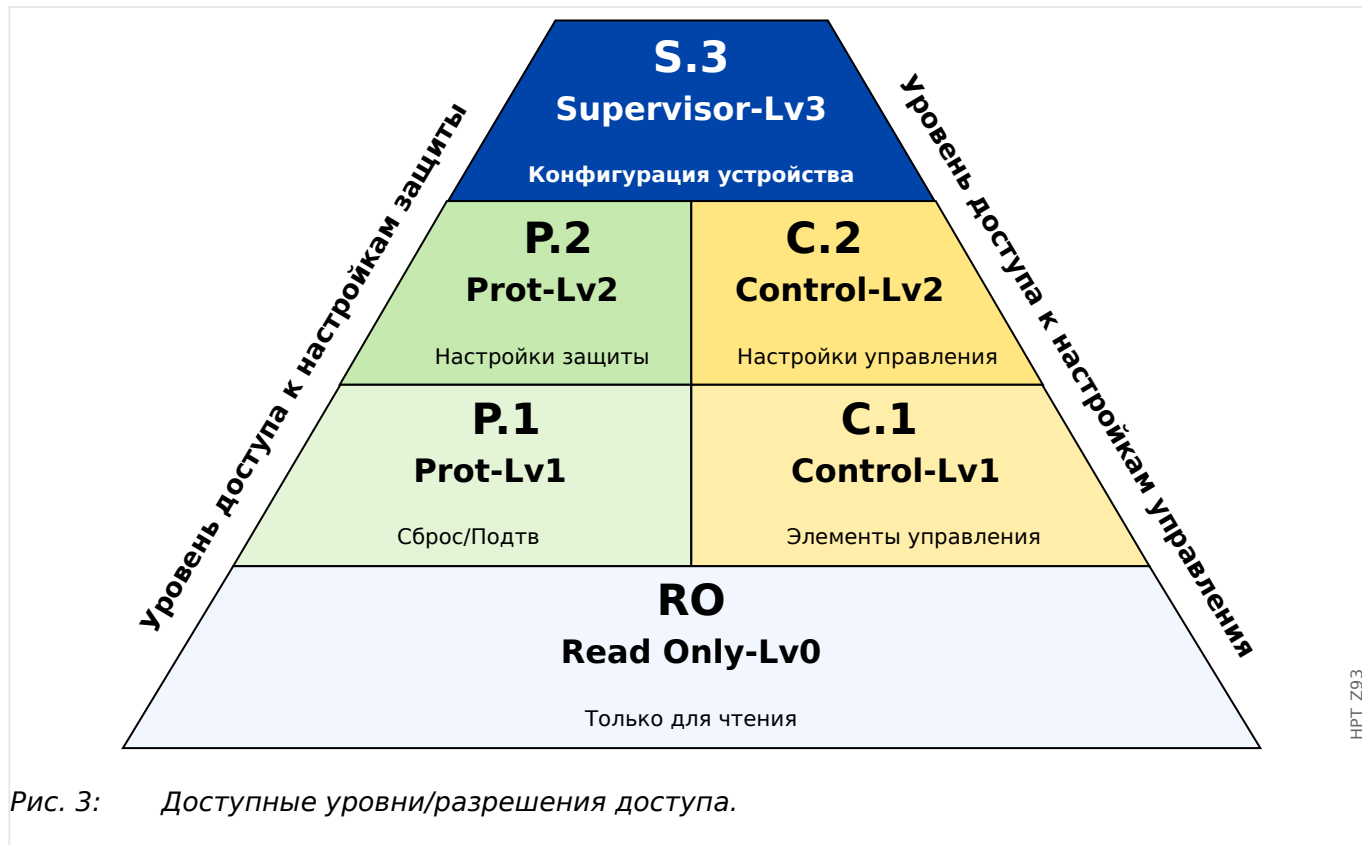 S.3
Supervisor-Lv3
Конфигурация устройства
Уровень доступа к настройкам защиты
Уровень доступа к настройкам управления
P.2
Prot-Lv2
Настройки защиты
C.2
Control-Lv2
Настройки управления
P.1
Prot-Lv1
Сброс/Подтв
C.1
Control-Lv1
Элементы управления
RO
Read Only-Lv0
Только для чтения
HPT_Z93
Рис. 3: Доступные уровни/разрешения доступа.